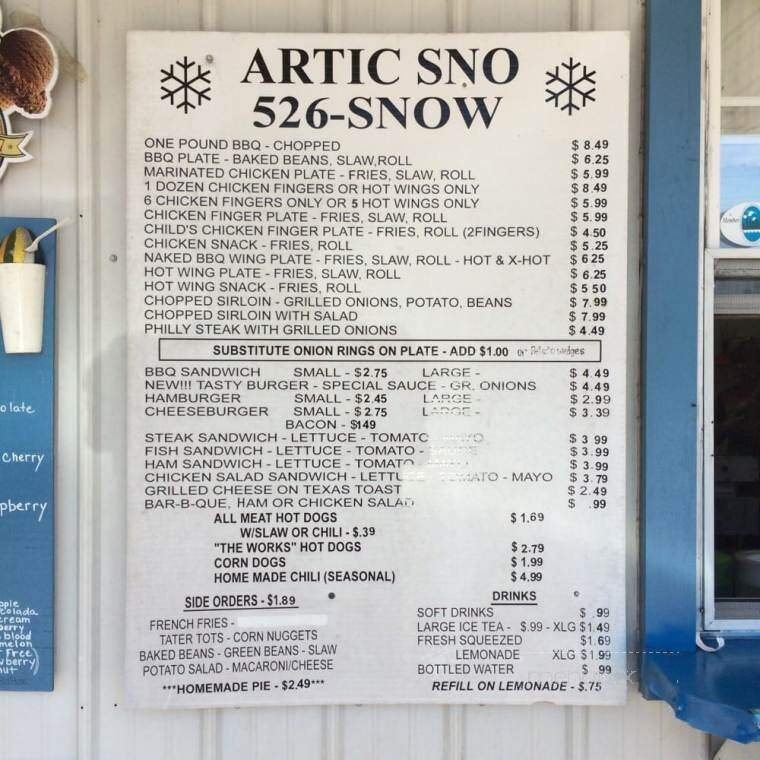 ARTIC SNO
526-SNOW
ONE POUND BBQ - CHOPPED $ 8.49
BBQ PLATE - BAKED BEANS, SLAW,ROLL $ 6.25
MARINATED CHICKEN PLATE - FRIES, SLAW, ROLL $ 5.99
1 DOZEN CHICKEN FINGERS OR HOT WINGS ONLY $ 8.49
6 CHICKEN FINGERS ONLY OR 5 HOT WINGS ONLY $ 5.99
CHICKEN FINGER PLATE - FRIES, SLAW, ROLL $ 5.99
CHILD'S CHICKEN FINGER PLATE - FRIES, ROLL (2FINGERS) $ 4.50
CHICKEN SNACK - FRIES, ROLL $ 5.25
NAKED BBQ WING PLATE - FRIES, SLAW, ROLL - HOT & X-HOT $ 6 25
HOT WING PLATE - FRIES, SLAW, ROLL $ 6.25
HOT WING SNACK - FRIES, ROLL $ 5 50
CHOPPED SIRLOIN - GRILLED ONIONS, POTATO, BEANS $ 7.99
CHOPPED SIRLOIN WITH SALAD $ 7.99
PHILLY STEAK WITH GRILLED ONIONS $ 4.49
SUBSTITUTE ONION RINGS ON PLATE - ADD $1.00 or
BBQ SANDWICH SMALL - $2.75 LARGE - $ 4.49
NEW!!! TASTY BURGER - SPECIAL SAUCE - GR. ONIONS $ 4.49
HAMBURGER SMALL - $2.45 LARGE - $ 2.99
CHEESEBURGER SMALL - $2.75 LARGE - $ 3.39
BACON - $149
STEAK SANDWICH - LETTUCE - TOMATO $ 3 99
FISH SANDWICH - LETTUCE - TOMATO - $ 3.99
HAM SANDWICH - LETTUCE - TOMATO $ 3.99
CHICKEN SALAD SANDWICH - LETTUCE TOMATO - MAYO $ 3.79
GRILLED CHEESE ON TEXAS TOAST $ 2.49
BAR-B-QUE, HAM OR CHICKEN SALAD $ .99
ALL MEAT HOT DOGS $ 1.69
W/SLAW OR CHILI - $.39
"THE WORKS" HOT DOGS $ 2.79
CORN DOGS $ 1.99
HOME MADE CHILI (SEASONAL) $ 4.99
SIDE ORDERS - $1.89
FRENCH FRIES -
TATER TOTS - CORN NUGGETS
BAKED BEANS - GREEN BEANS - SLAW
POTATO SALAD - MACARONI/CHEESE
***HOMEMADE PIE - $2.49***
DRINKS
SOFT DRINKS $ .99
LARGE ICE TEA - $.99 - XLG $1.49
FRESH SQUEEZED $1.69
LEMONADE XLG $1.99
BOTTLED WATER $ .99
REFILL ON LEMONADE - $.75
olate
Cherry
pberry
ple
colada
cream
berry
blood
melon
Free
wberry)
nut